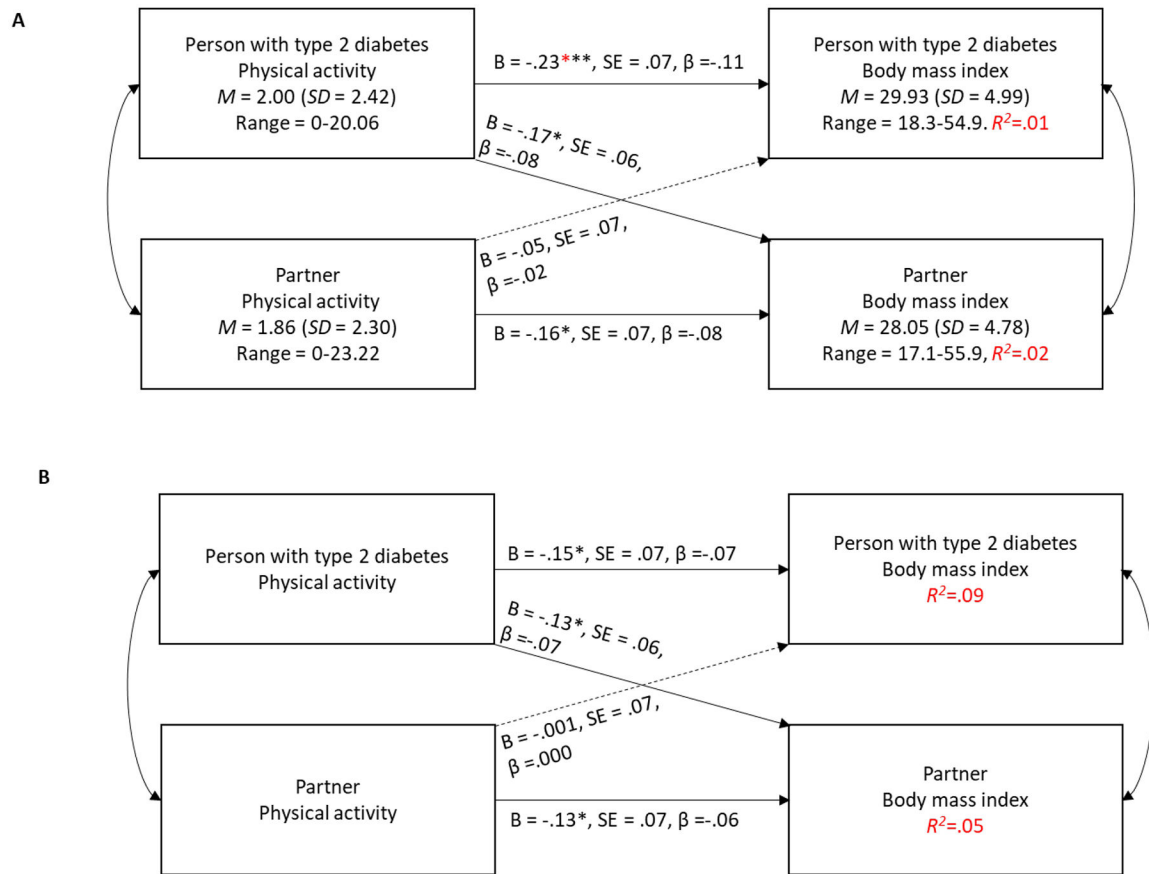 A
Person with type 2 diabetes
Physical activity
M = 2.00 (SD = 2.42)
Range = 0-20.06
B = -.23***, SE = .07, β =-.11
Person with type 2 diabetes
Body mass index
M = 29.93 (SD = 4.99)
Range = 18.3-54.9. R²=.01
B = -.17*, SE = .06,
β =-.08
B = -.05, SE = .07,
β =-.02
Partner
Physical activity
M = 1.86 (SD = 2.30)
Range = 0-23.22
B = -.16*, SE = .07, β =-.08
Partner
Body mass index
M = 28.05 (SD = 4.78)
Range = 17.1-55.9, R²=.02
B
Person with type 2 diabetes
Physical activity
B = -.15*, SE = .07, β =-.07
Person with type 2 diabetes
Body mass index
R²=.09
B = -.13*, SE = .06,
β =-.07
B = -.001, SE = .07,
β =.000
Partner
Physical activity
B = -.13*, SE = .07, β =-.06
Partner
Body mass index
R²=.05